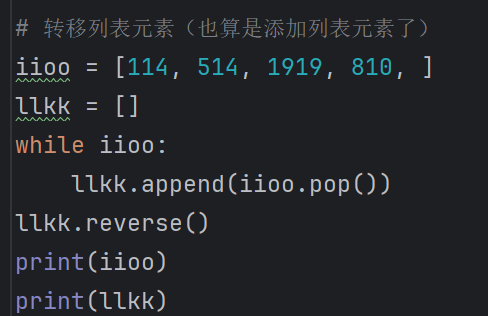 # 转移列表元素（也算是添加列表元素了）
iioo = [114, 514, 1919, 810, ]
llkk = []
while iioo:
    llkk.append(iioo.pop())
llkk.reverse()
print(iioo)
print(llkk)